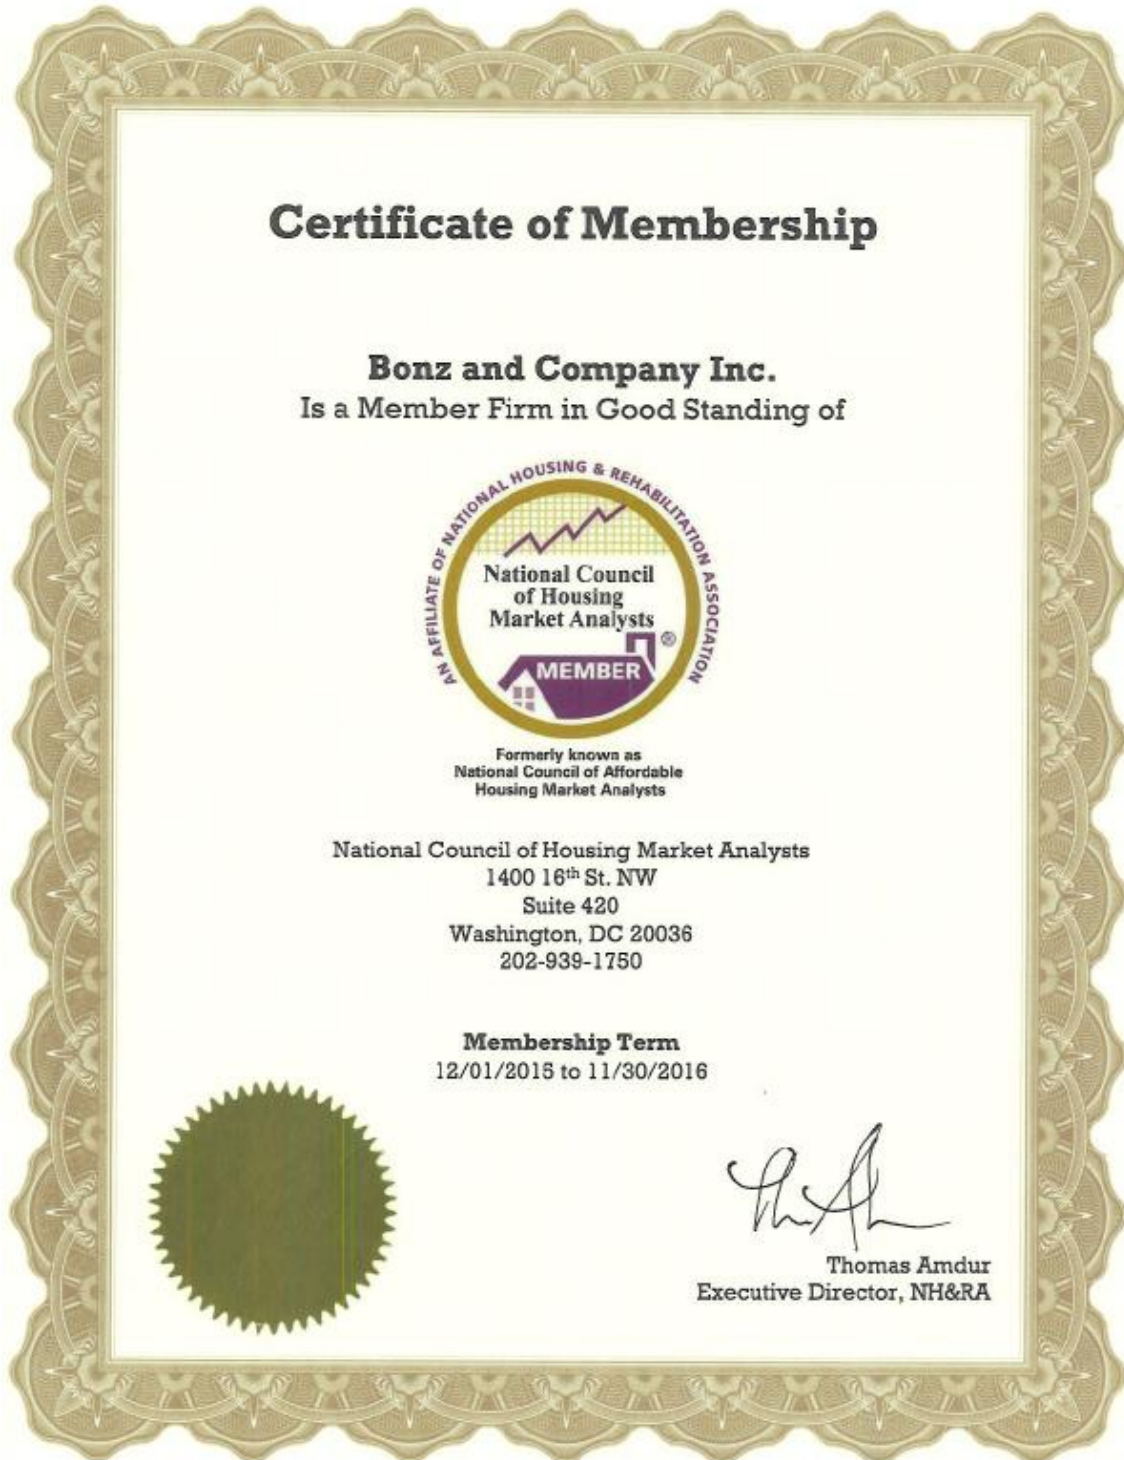 Certificate of Membership
Bonz and Company Inc.
Is a Member Firm in Good Standing of
AN AFFILIATE OF NATIONAL HOUSING & REHABILITATION ASSOCIATION
National Council
of Housing
Market Analysts
®
MEMBER
Formerly known as
National Council of Affordable
Housing Market Analysts
National Council of Housing Market Analysts
1400 16th St. NW
Suite 420
Washington, DC 20036
202-939-1750
Membership Term
12/01/2015 to 11/30/2016
Thomas Amdur
Executive Director, NH&RA